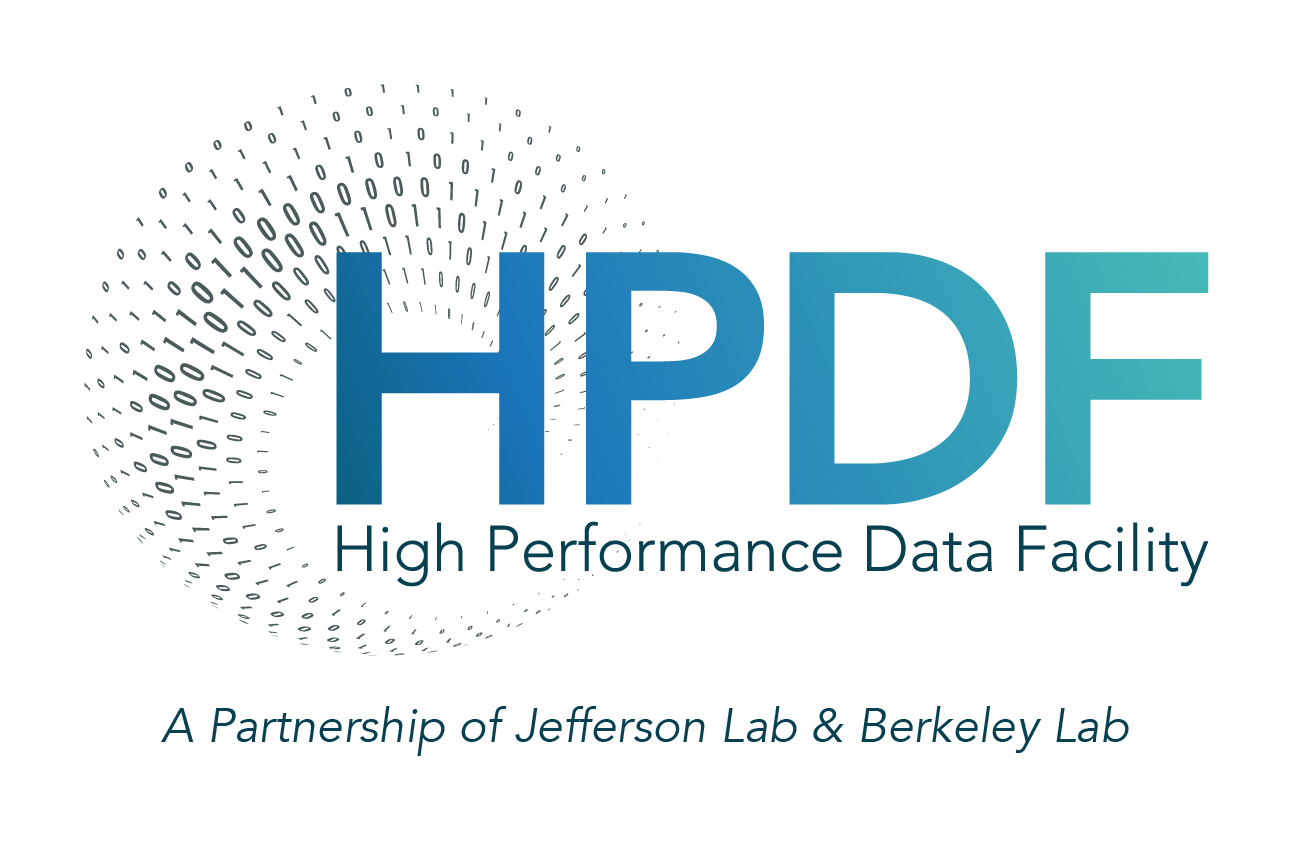 HPDF
High Performance Data Facility
A Partnership of Jefferson Lab & Berkeley Lab